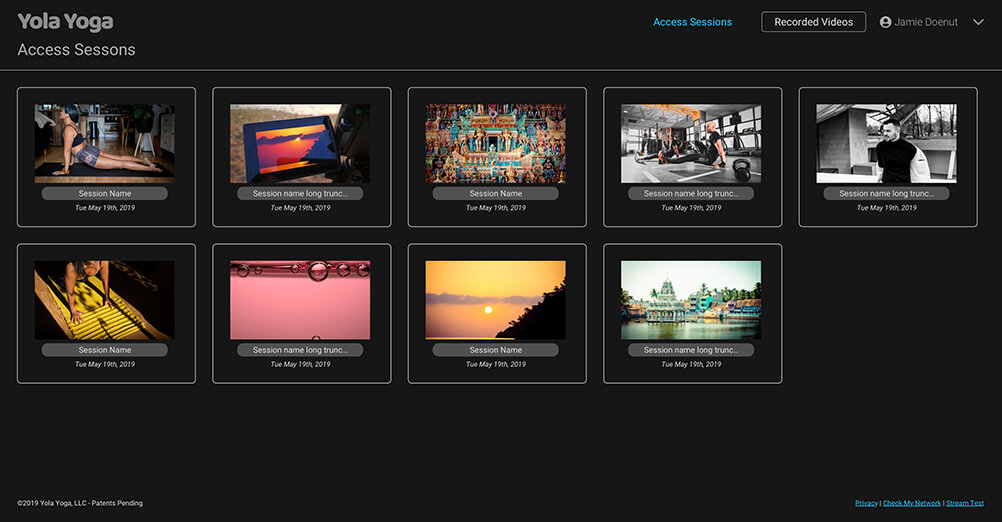 Yola Yoga
Access Sessions
Recorded Videos
Jamie Doenut
Access Sessons
Session Name
Tue May 19th, 2019
Session name long trunc...
Tue May 19th, 2019
Session Name
Tue May 19th, 2019
Session name long trunc...
Tue May 19th, 2019
Session name long trunc...
Tue May 19th, 2019
Session Name
Tue May 19th, 2019
Session name long trunc...
Tue May 19th, 2019
Session Name
Tue May 19th, 2019
Session name long trunc...
Tue May 19th, 2019
©2019 Yola Yoga, LLC - Patents Pending
Privacy | Check My Network | Stream Test